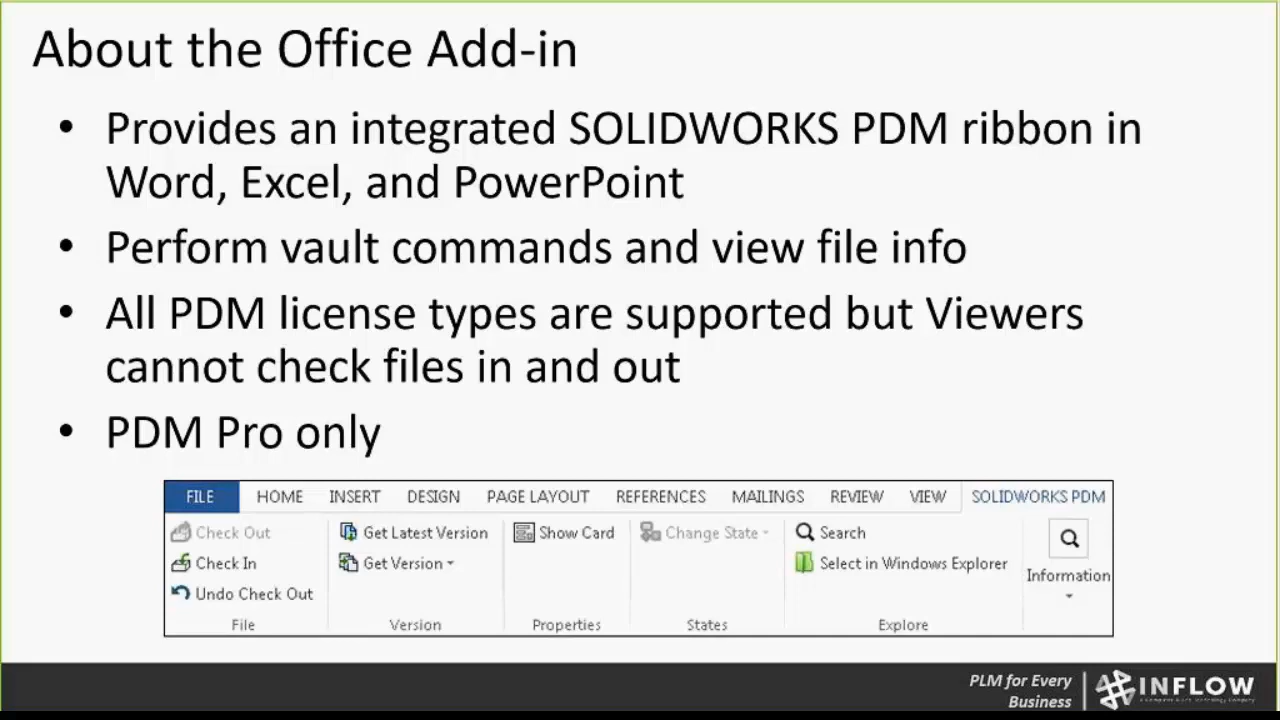 About the Office Add-in
• Provides an integrated SOLIDWORKS PDM ribbon in
Word, Excel, and PowerPoint
• Perform vault commands and view file info
• All PDM license types are supported but Viewers
cannot check files in and out
• PDM Pro only
FILE HOME INSERT DESIGN PAGE LAYOUT REFERENCES MAILINGS REVIEW VIEW SOLIDWORKS PDM
Check Out Get Latest Version Show Card Change State Search
Check In Get Version Select in Windows Explorer Information
Undo Check Out
File Version Properties States Explore
PLM for Every
Business
INFLOW